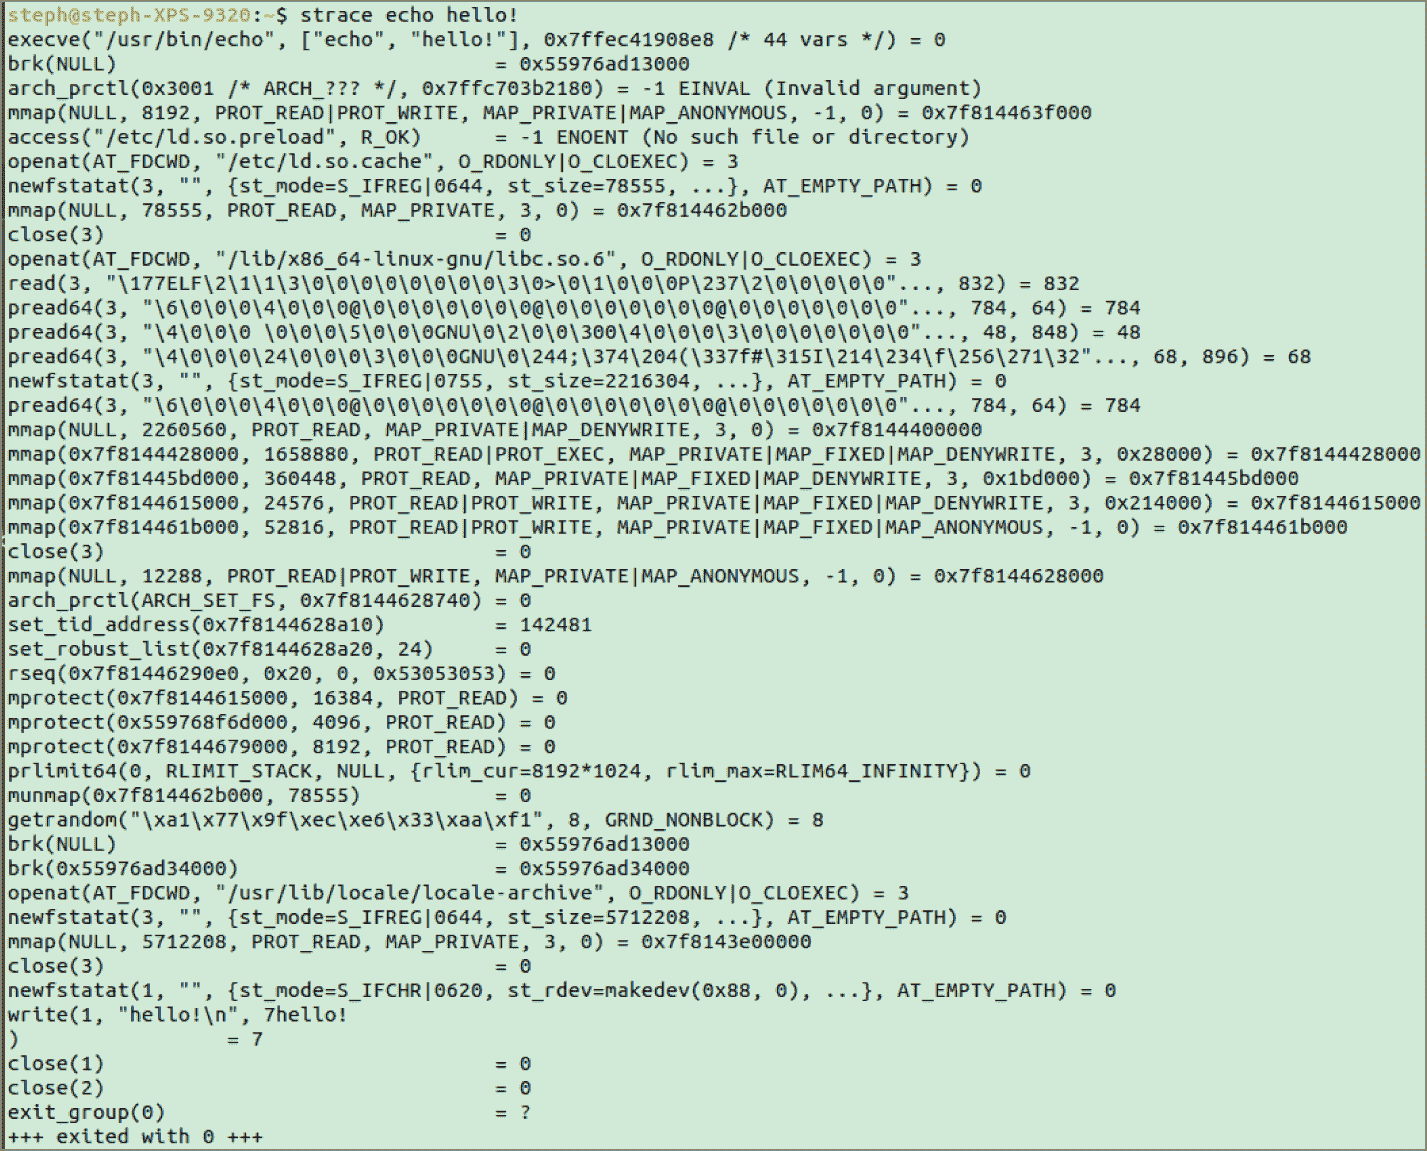 steph@steph-XPS-9320:~$ strace echo hello!
execve("/usr/bin/echo", ["echo", "hello!"], 0x7ffec41908e8 /* 44 vars */) = 0
brk(NULL)                               = 0x55976ad13000
arch_prctl(0x3001 /* ARCH_??? */, 0x7ffc703b2180) = -1 EINVAL (Invalid argument)
mmap(NULL, 8192, PROT_READ|PROT_WRITE, MAP_PRIVATE|MAP_ANONYMOUS, -1, 0) = 0x7f814463f000
access("/etc/ld.so.preload", R_OK)      = -1 ENOENT (No such file or directory)
openat(AT_FDCWD, "/etc/ld.so.cache", O_RDONLY|O_CLOEXEC) = 3
newfstatat(3, "", {st_mode=S_IFREG|0644, st_size=78555, ...}, AT_EMPTY_PATH) = 0
mmap(NULL, 78555, PROT_READ, MAP_PRIVATE, 3, 0) = 0x7f814462b000
close(3)                                = 0
openat(AT_FDCWD, "/lib/x86_64-linux-gnu/libc.so.6", O_RDONLY|O_CLOEXEC) = 3
read(3, "\177ELF\2\1\1\3\0\0\0\0\0\0\0\0\3\0>\0\1\0\0\0P\237\2\0\0\0\0\0"..., 832) = 832
pread64(3, "\6\0\0\0\4\0\0\0@\0\0\0\0\0\0\0@\0\0\0\0\0\0\0@\0\0\0\0\0\0\0"..., 784, 64) = 784
pread64(3, "\4\0\0\0 \0\0\0\5\0\0\0GNU\0\2\0\0\300\4\0\0\0\3\0\0\0\0\0\0\0"..., 48, 848) = 48
pread64(3, "\4\0\0\0\24\0\0\0\3\0\0\0GNU\0\244;\374\204(\337f#\315I\214\234\f\256\271\32"..., 68, 896) = 68
newfstatat(3, "", {st_mode=S_IFREG|0755, st_size=2216304, ...}, AT_EMPTY_PATH) = 0
pread64(3, "\6\0\0\0\4\0\0\0@\0\0\0\0\0\0\0@\0\0\0\0\0\0\0@\0\0\0\0\0\0\0"..., 784, 64) = 784
mmap(NULL, 2260560, PROT_READ, MAP_PRIVATE|MAP_DENYWRITE, 3, 0) = 0x7f8144400000
mmap(0x7f8144428000, 1658880, PROT_READ|PROT_EXEC, MAP_PRIVATE|MAP_FIXED|MAP_DENYWRITE, 3, 0x28000) = 0x7f8144428000
mmap(0x7f81445bd000, 360448, PROT_READ, MAP_PRIVATE|MAP_FIXED|MAP_DENYWRITE, 3, 0x1bd000) = 0x7f81445bd000
mmap(0x7f8144615000, 24576, PROT_READ|PROT_WRITE, MAP_PRIVATE|MAP_FIXED|MAP_DENYWRITE, 3, 0x214000) = 0x7f8144615000
mmap(0x7f814461b000, 52816, PROT_READ|PROT_WRITE, MAP_PRIVATE|MAP_FIXED|MAP_ANONYMOUS, -1, 0) = 0x7f814461b000
close(3)                                = 0
mmap(NULL, 12288, PROT_READ|PROT_WRITE, MAP_PRIVATE|MAP_ANONYMOUS, -1, 0) = 0x7f8144628000
arch_prctl(ARCH_SET_FS, 0x7f8144628740) = 0
set_tid_address(0x7f8144628a10)         = 142481
set_robust_list(0x7f8144628a20, 24)     = 0
rseq(0x7f81446290e0, 0x20, 0, 0x53053053) = 0
mprotect(0x7f8144615000, 16384, PROT_READ) = 0
mprotect(0x559768f6d000, 4096, PROT_READ) = 0
mprotect(0x7f8144679000, 8192, PROT_READ) = 0
prlimit64(0, RLIMIT_STACK, NULL, {rlim_cur=8192*1024, rlim_max=RLIM64_INFINITY}) = 0
munmap(0x7f814462b000, 78555)           = 0
getrandom("\xa1\x77\x9f\xec\xe6\x33\xaa\xf1", 8, GRND_NONBLOCK) = 8
brk(NULL)                               = 0x55976ad13000
brk(0x55976ad34000)                     = 0x55976ad34000
openat(AT_FDCWD, "/usr/lib/locale/locale-archive", O_RDONLY|O_CLOEXEC) = 3
newfstatat(3, "", {st_mode=S_IFREG|0644, st_size=5712208, ...}, AT_EMPTY_PATH) = 0
mmap(NULL, 5712208, PROT_READ, MAP_PRIVATE, 3, 0) = 0x7f8143e00000
close(3)                                = 0
newfstatat(1, "", {st_mode=S_IFCHR|0620, st_rdev=makedev(0x88, 0), ...}, AT_EMPTY_PATH) = 0
write(1, "hello!\n", 7hello!
)                 = 7
close(1)                                = 0
close(2)                                = 0
exit_group(0)                           = ?
+++ exited with 0 +++